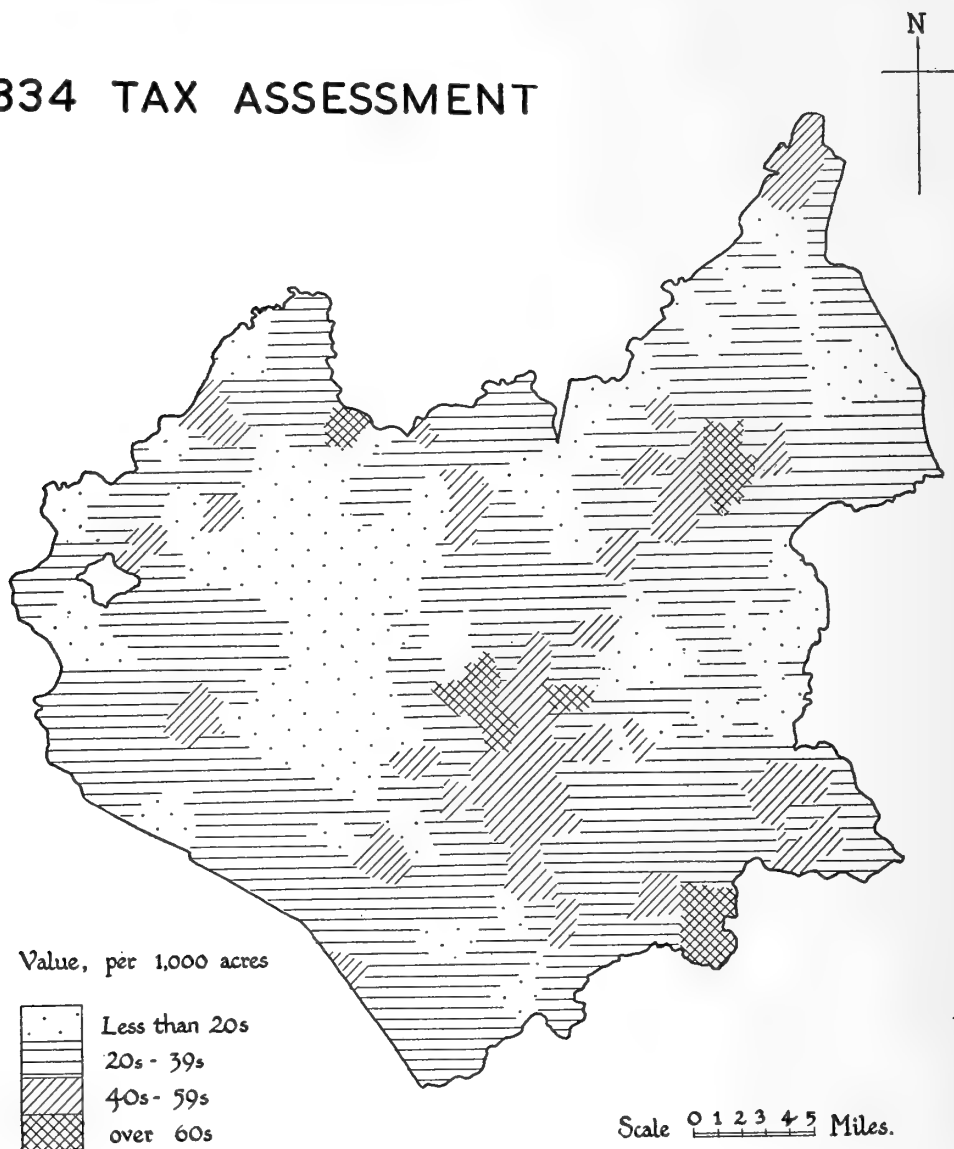 334 TAX ASSESSMENT
N
Value, per 1,000 acres
Less than 20s
20s - 39s
40s - 59s
over 60s
Scale 0 1 2 3 4 5 Miles.